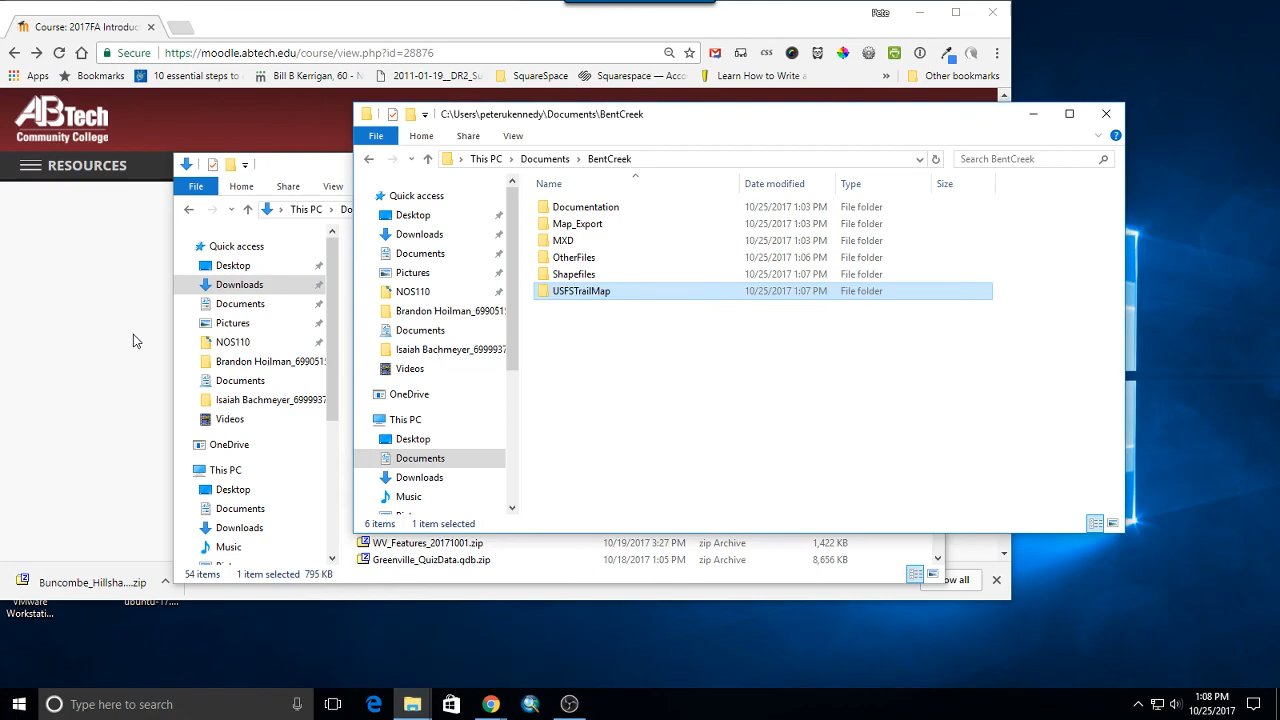 Course: 2017FA Introduc
Pete
Secure
https://moodle.abtech.edu/course/view.php?id=28876
Apps
Bookmarks
10 essential steps to
Bill B Kerrigan, 60 - N
2011-01-19__DR2_Su
SquareSpace
Squarespace — Acco
Learn How to Write a
»
Other bookmarks
AB Tech
Community College
RESOURCES
C:\Users\peterukennedy\Documents\BentCreek
File
Home
Share
View
This PC
Documents
BentCreek
Search BentCreek
Name
Date modified
Type
Size
Documentation 10/25/2017 1:03 PM File folder
Map_Export 10/25/2017 1:03 PM File folder
MXD 10/25/2017 1:03 PM File folder
OtherFiles 10/25/2017 1:06 PM File folder
Shapefiles 10/25/2017 1:07 PM File folder
USFSTrailMap 10/25/2017 1:07 PM File folder
Quick access
Desktop
Downloads
Documents
Pictures
NOS110
Brandon Hoilman_6990515
Documents
Isaiah Bachmeyer_6999937
Videos
OneDrive
This PC
Desktop
Documents
Downloads
Music
6 items
1 item selected
File
Home
Share
View
This PC
Do
Quick access
Desktop
Downloads
Documents
Pictures
NOS110
Brandon Hoilman_6990515
Documents
Isaiah Bachmeyer_6999937
Videos
OneDrive
This PC
Desktop
Documents
Downloads
Music
WV_Features_20171001.zip 10/19/2017 3:27 PM zip Archive 1,422 KB
Greenville_QuizData.gdb.zip 10/18/2017 1:05 PM zip Archive 8,656 KB
54 items
1 item selected 795 KB
Buncombe_Hillsha....zip
ow all
VMware
Workstati...
ubuntu-17....
Type here to search
1:08 PM
10/25/2017